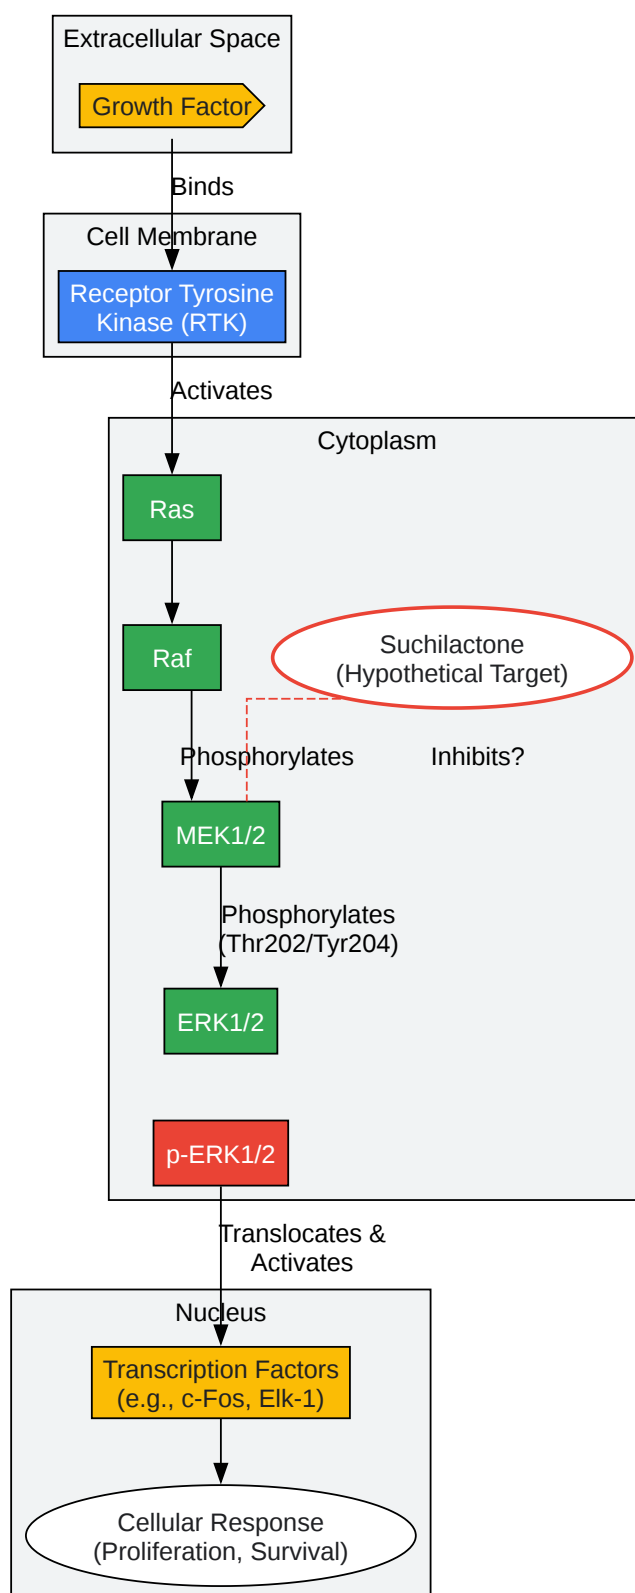 Extracellular Space
Growth Factor
Binds
Cell Membrane
Receptor Tyrosine
Kinase (RTK)
Activates
Cytoplasm
Ras
Raf
Suchilactone
(Hypothetical Target)
Phosphorylates
Inhibits?
MEK1/2
Phosphorylates
(Thr202/Tyr204)
ERK1/2
p-ERK1/2
Translocates &
Activates
Nucleus
Transcription Factors
(e.g., c-Fos, Elk-1)
Cellular Response
(Proliferation, Survival)